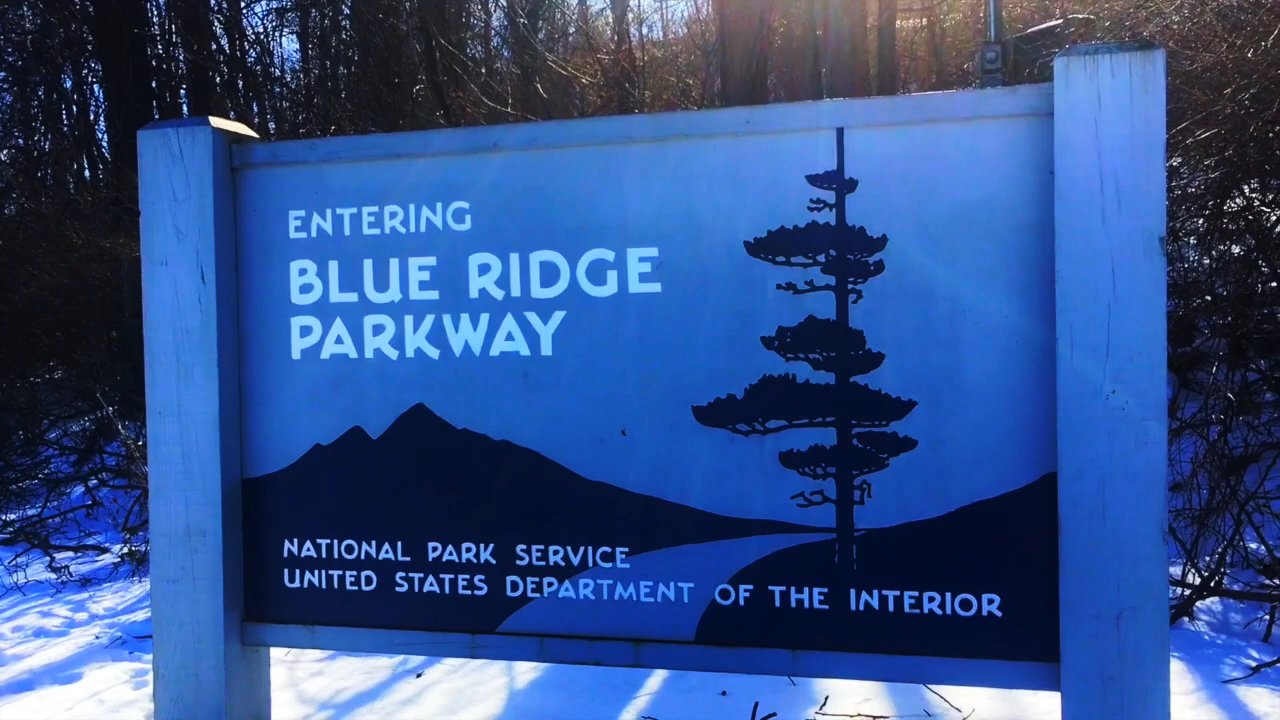 ENTERING
BLUE RIDGE
PARKWAY
NATIONAL PARK SERVICE
UNITED STATES DEPARTMENT OF THE INTERIOR